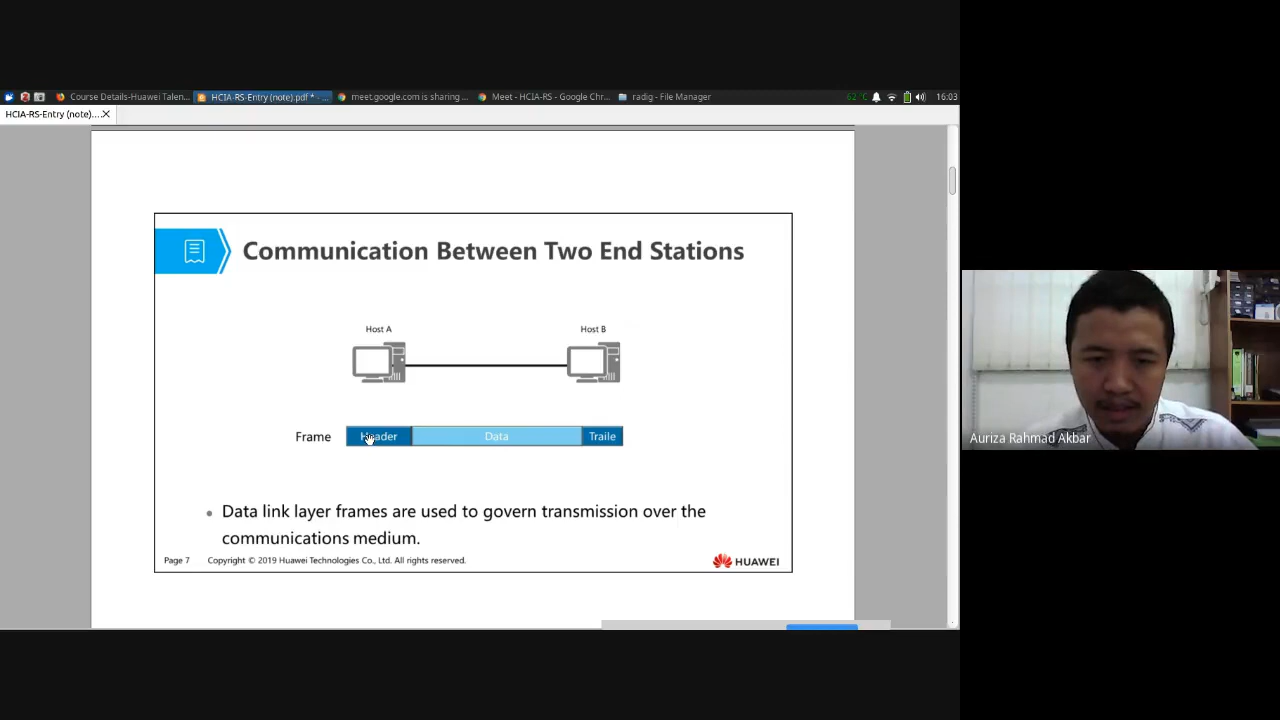 Course Details-Huawei Talen...
HCIA-RS-Entry (note).pdf * - ...
meet.google.com is sharing ...
Meet - HCIA-RS - Google Chr...
radig - File Manager
62 °C
16:03
HCIA-RS-Entry (note)....
Communication Between Two End Stations
Host A
Host B
Frame
Header
Data
Traile
Data link layer frames are used to govern transmission over the
communications medium.
Page 7
Copyright © 2019 Huawei Technologies Co., Ltd. All rights reserved.
HUAWEI
Auriza Rahmad Akbar